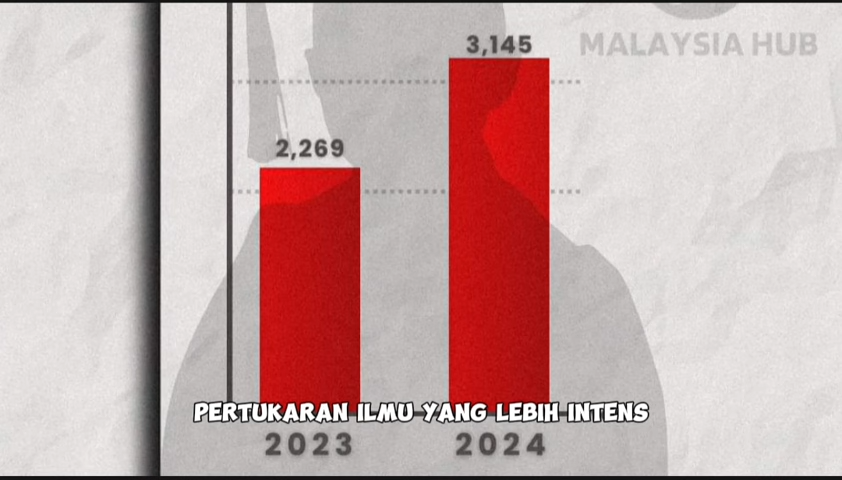 3,145
MALAYSIA HUB
2,269
PERTUKARAN ILMU YANG LEBIH INTENS
2023 2024